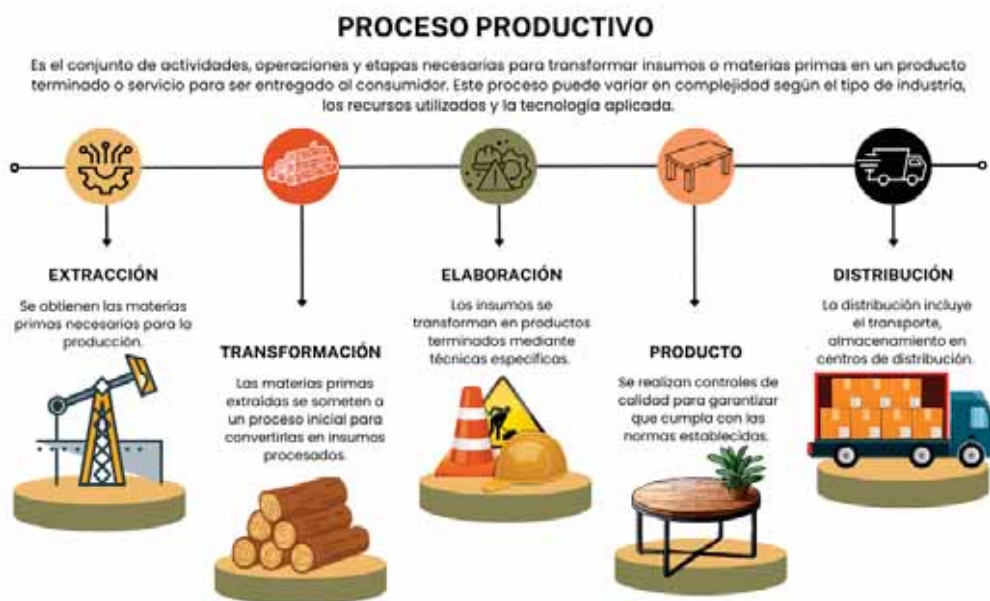 PROCESO PRODUCTIVO
Es el conjunto de actividades, operaciones y etapas necesarias para transformar insumos o materias primas en un producto
terminado o servicio para ser entregado al consumidor. Este proceso puede variar en complejidad según el tipo de industria,
los recursos utilizados y la tecnología aplicada.
EXTRACCIÓN
Se obtienen las materias
primas necesarias para la
producción.
TRANSFORMACIÓN
Las materias primas
extraídas se someten a
un proceso inicial para
convertirlas en insumos
procesados.
ELABORACIÓN
Los insumos se
transforman en productos
terminados mediante
técnicas específicas.
PRODUCTO
Se realizan controles de
calidad para garantizar
que cumpla con las
normas establecidas.
DISTRIBUCIÓN
La distribución incluye
el transporte,
almacenamiento en
centros de distribución.